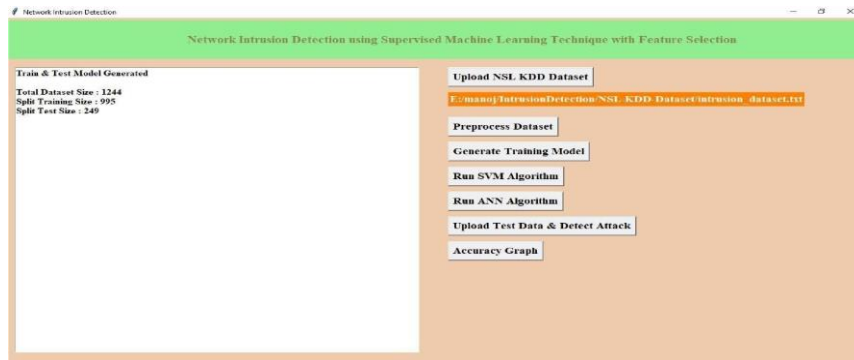 Network Intrusion Detection
Network Intrusion Detection using Supervised Machine Learning Technique with Feature Selection
Train & Test Model Generated
Total Dataset Size : 1244
Split Training Size : 995
Split Test Size : 249
Upload NSL KDD Dataset
E:/manoj/IntrusionDetection/NSL-KDD-Dataset/intrusion_dataset.txt
Preprocess Dataset
Generate Training Model
Run SVM Algorithm
Run ANN Algorithm
Upload Test Data & Detect Attack
Accuracy Graph